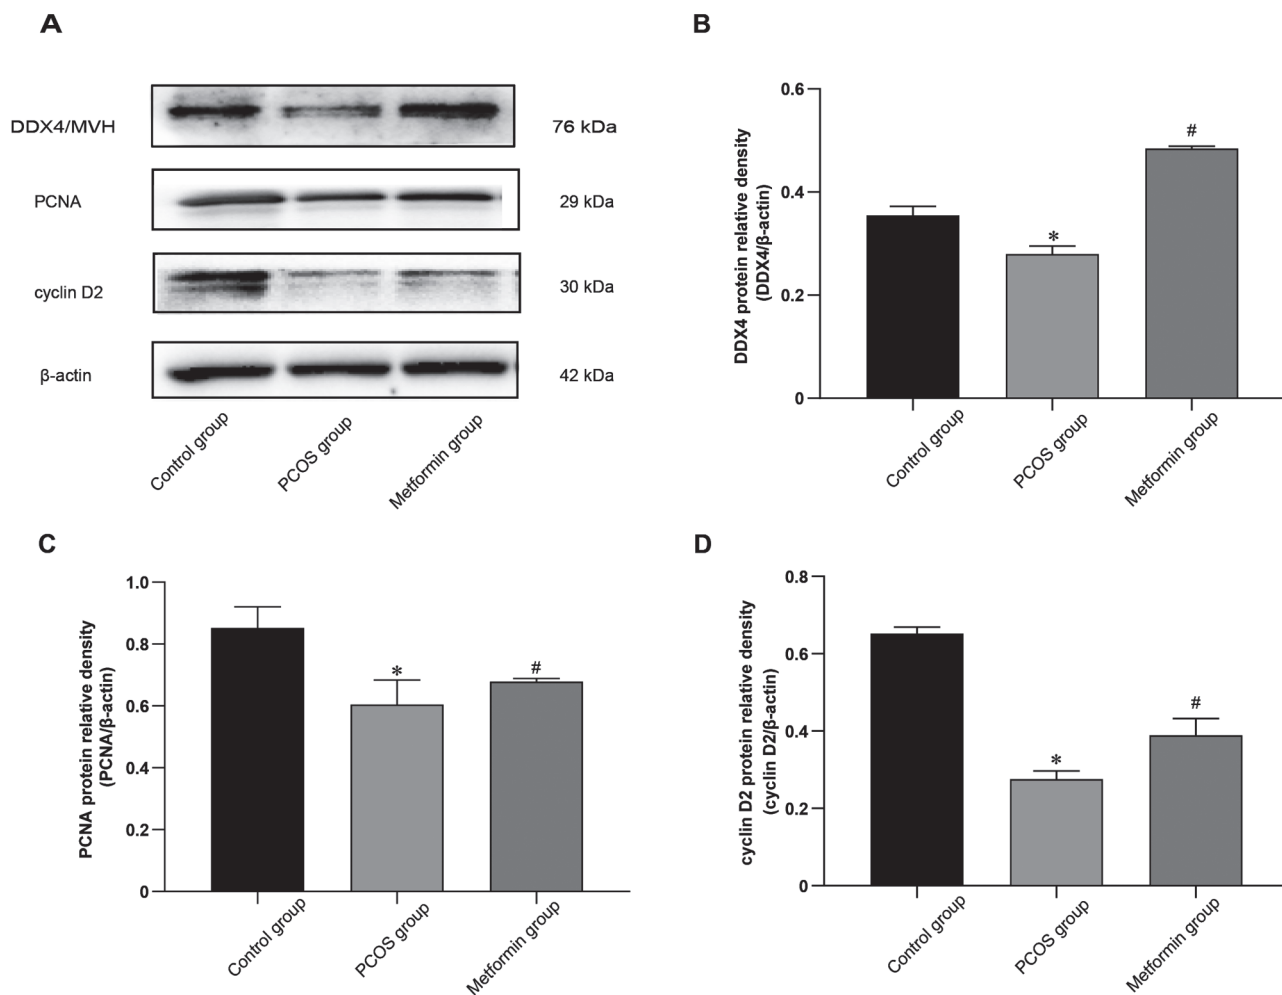 A
DDX4/MVH
76 kDa
PCNA
29 kDa
cyclin D2
30 kDa
β-actin
42 kDa
Control group
PCOS group
Metformin group
B
DDX4 protein relative density
(DDX4/β-actin)
0.6
0.4
0.2
0
*
#
Control group
PCOS group
Metformin group
C
PCNA protein relative density
(PCNA/β-actin)
1.0
0.8
0.6
0.4
0.2
0
*
#
Control group
PCOS group
Metformin group
D
cyclin D2 protein relative density
(cyclin D2/β-actin)
0.8
0.6
0.4
0.2
0
*
#
Control group
PCOS group
Metformin group